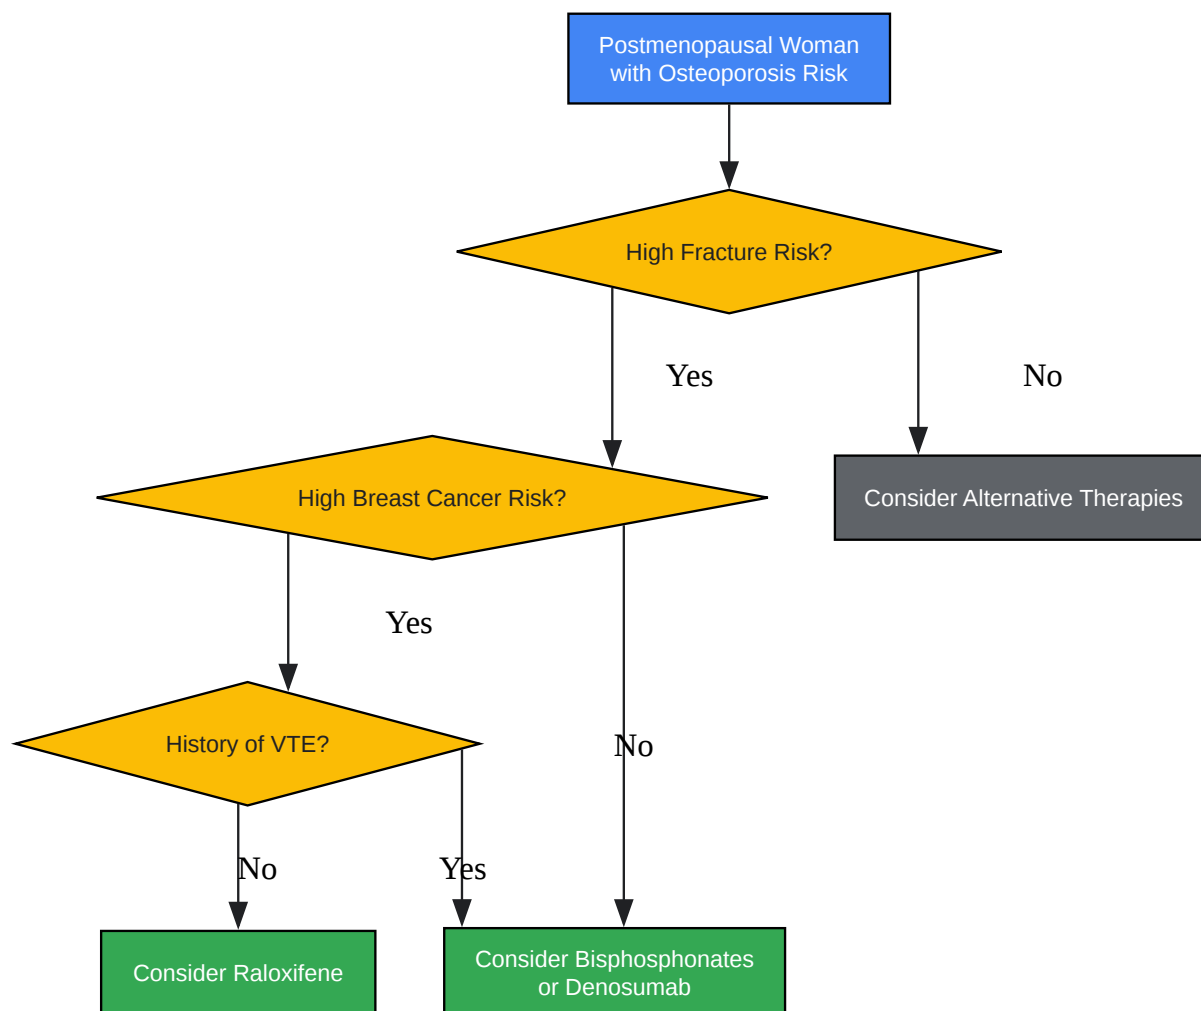 Postmenopausal Woman
with Osteoporosis Risk
High Fracture Risk?
Yes
No
High Breast Cancer Risk?
Consider Alternative Therapies
Yes
History of VTE?
No
No
Yes
Consider Raloxifene
Consider Bisphosphonates
or Denosumab